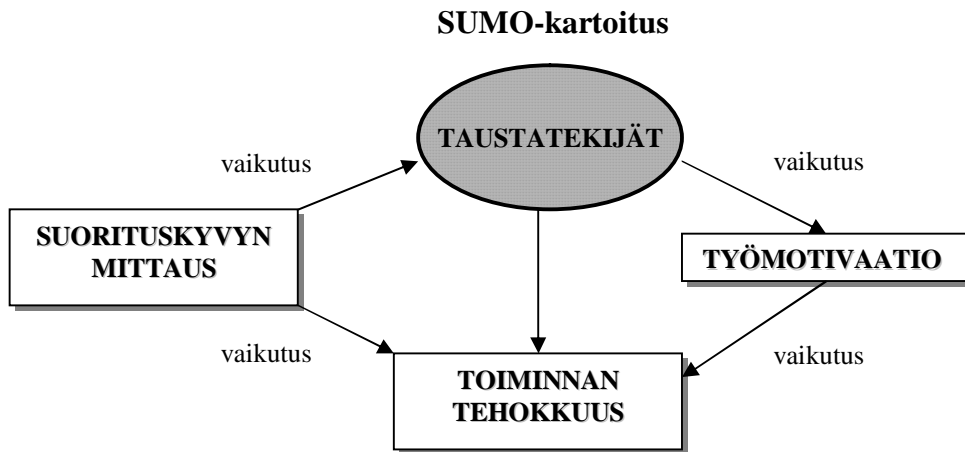 SUMO-kartoitus
TAUSTATEKIJÄT
vaikutus
vaikutus
SUORITUSKYVYN
MITTAUS
TYÖMOTIVAATIO
vaikutus
vaikutus
TOIMINNAN
TEHOKKUUS